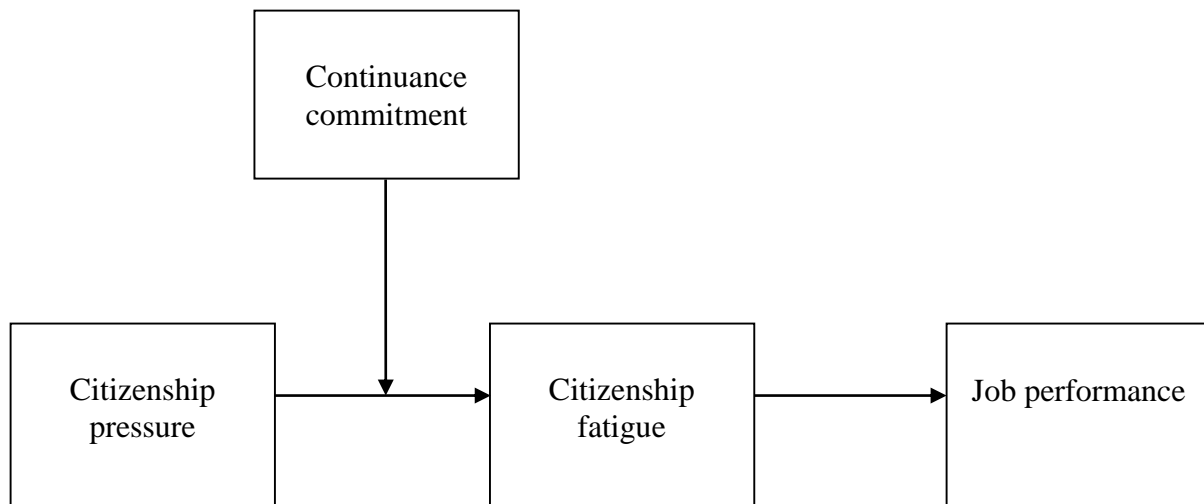 Continuance
commitment
Citizenship
pressure
Citizenship
fatigue
Job performance